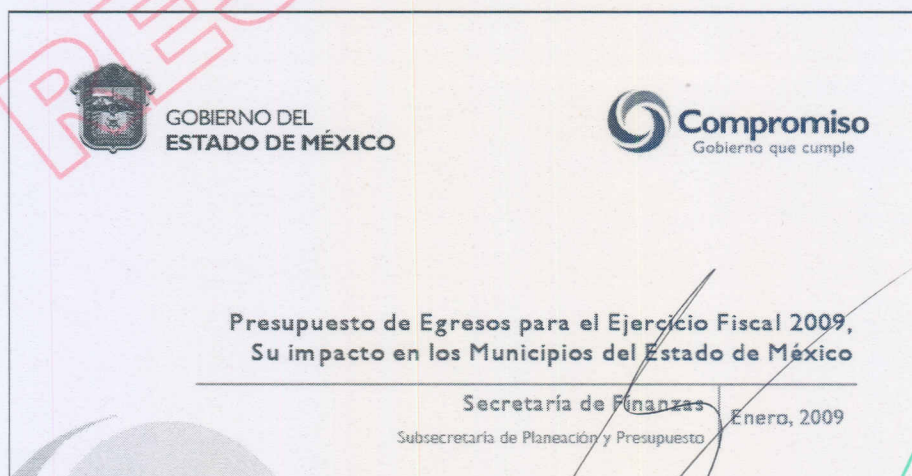 GOBIERNO DEL
ESTADO DE MÉXICO
Compromiso
Gobierno que cumple
Presupuesto de Egresos para el Ejercicio Fiscal 2009,
Su impacto en los Municipios del Estado de México
Secretaría de Finanzas
Enero, 2009
Subsecretaría de Planeación y Presupuesto